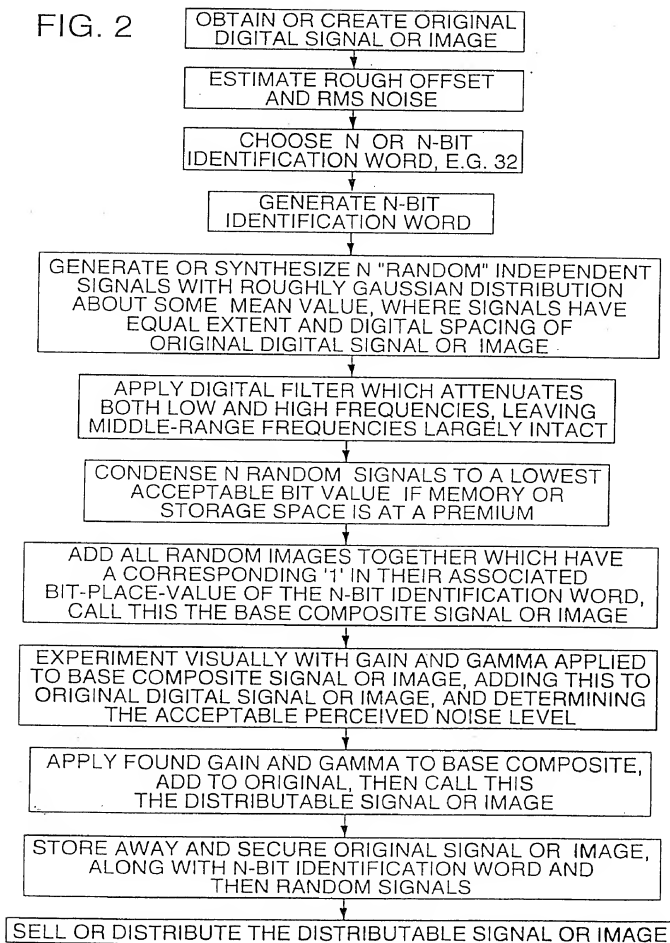 FIG. 2
OBTAIN OR CREATE ORIGINAL
DIGITAL SIGNAL OR IMAGE
ESTIMATE ROUGH OFFSET
AND RMS NOISE
CHOOSE N OR N-BIT
IDENTIFICATION WORD, E.G. 32
GENERATE N-BIT
IDENTIFICATION WORD
GENERATE OR SYNTHESIZE N "RANDOM" INDEPENDENT
SIGNALS WITH ROUGHLY GAUSSIAN DISTRIBUTION
ABOUT SOME MEAN VALUE, WHERE SIGNALS HAVE
EQUAL EXTENT AND DIGITAL SPACING OF
ORIGINAL DIGITAL SIGNAL OR IMAGE
APPLY DIGITAL FILTER WHICH ATTENUATES
BOTH LOW AND HIGH FREQUENCIES, LEAVING
MIDDLE-RANGE FREQUENCIES LARGELY INTACT
CONDENSE N RANDOM SIGNALS TO A LOWEST
ACCEPTABLE BIT VALUE IF MEMORY OR
STORAGE SPACE IS AT A PREMIUM
ADD ALL RANDOM IMAGES TOGETHER WHICH HAVE
A CORRESPONDING '1' IN THEIR ASSOCIATED
BIT-PLACE-VALUE OF THE N-BIT IDENTIFICATION WORD,
CALL THIS THE BASE COMPOSITE SIGNAL OR IMAGE
EXPERIMENT VISUALLY WITH GAIN AND GAMMA APPLIED
TO BASE COMPOSITE SIGNAL OR IMAGE, ADDING THIS TO
ORIGINAL DIGITAL SIGNAL OR IMAGE, AND DETERMINING
THE ACCEPTABLE PERCEIVED NOISE LEVEL
APPLY FOUND GAIN AND GAMMA TO BASE COMPOSITE,
ADD TO ORIGINAL, THEN CALL THIS
THE DISTRIBUTABLE SIGNAL OR IMAGE
STORE AWAY AND SECURE ORIGINAL SIGNAL OR IMAGE,
ALONG WITH N-BIT IDENTIFICATION WORD AND
THEN RANDOM SIGNALS
SELL OR DISTRIBUTE THE DISTRIBUTABLE SIGNAL OR IMAGE